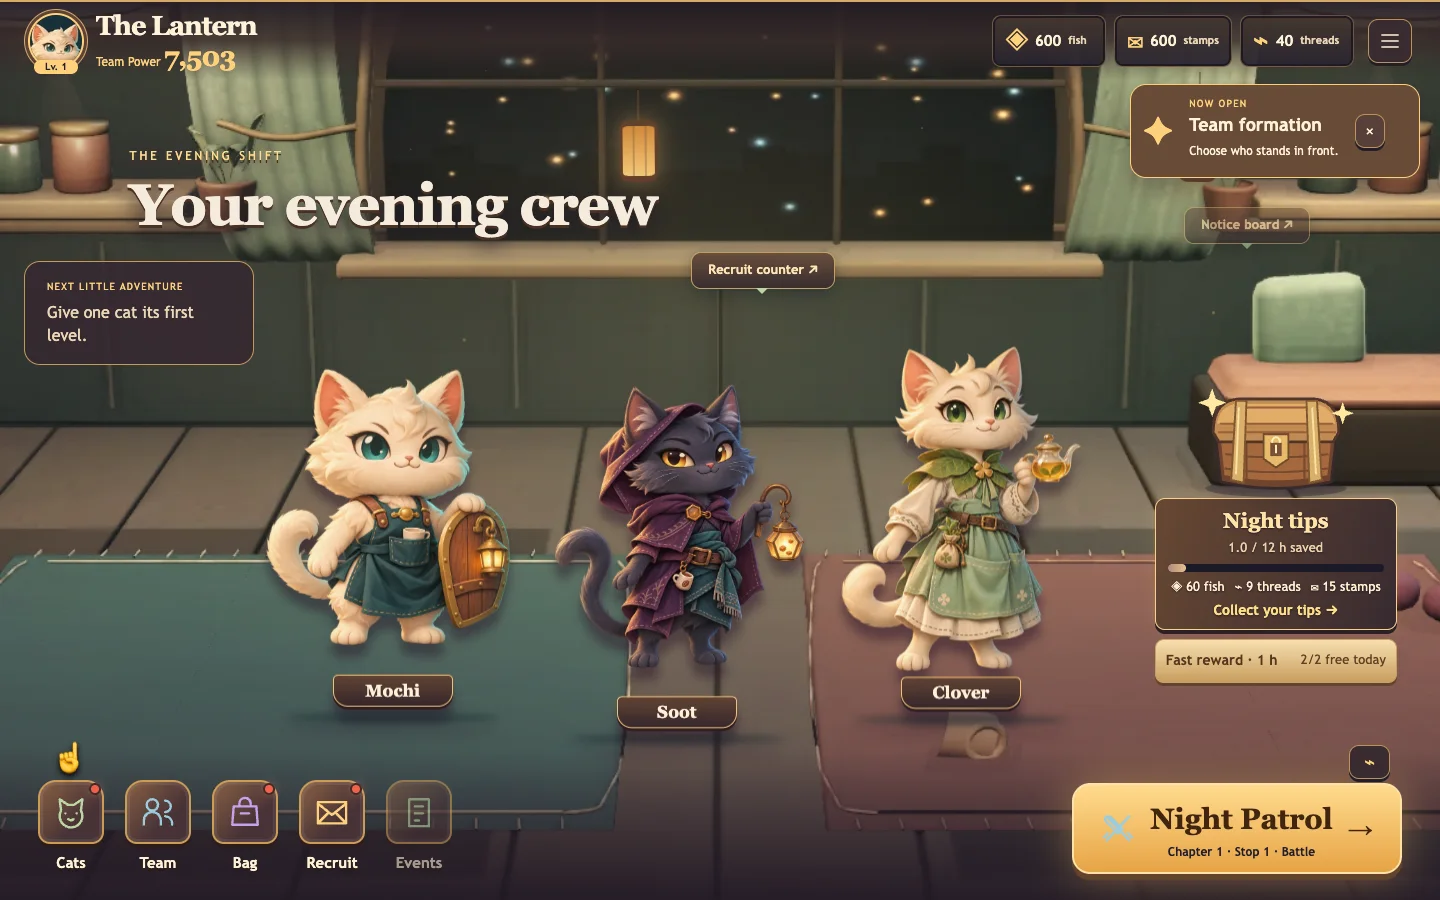 The Lantern
Team Power 7,503
Lv. 1
600 fish
600 stamps
40 threads
NOW OPEN
Team formation
Choose who stands in front.
×
THE EVENING SHIFT
Your evening crew
Notice board ↗
Recruit counter ↗
NEXT LITTLE ADVENTURE
Give one cat its first
level.
Night tips
1.0 / 12 h saved
60 fish 9 threads 15 stamps
Collect your tips →
Fast reward · 1 h 2/2 free today
Mochi
Soot
Clover
Cats
Team
Bag
Recruit
Events
Night Patrol →
Chapter 1 · Stop 1 · Battle